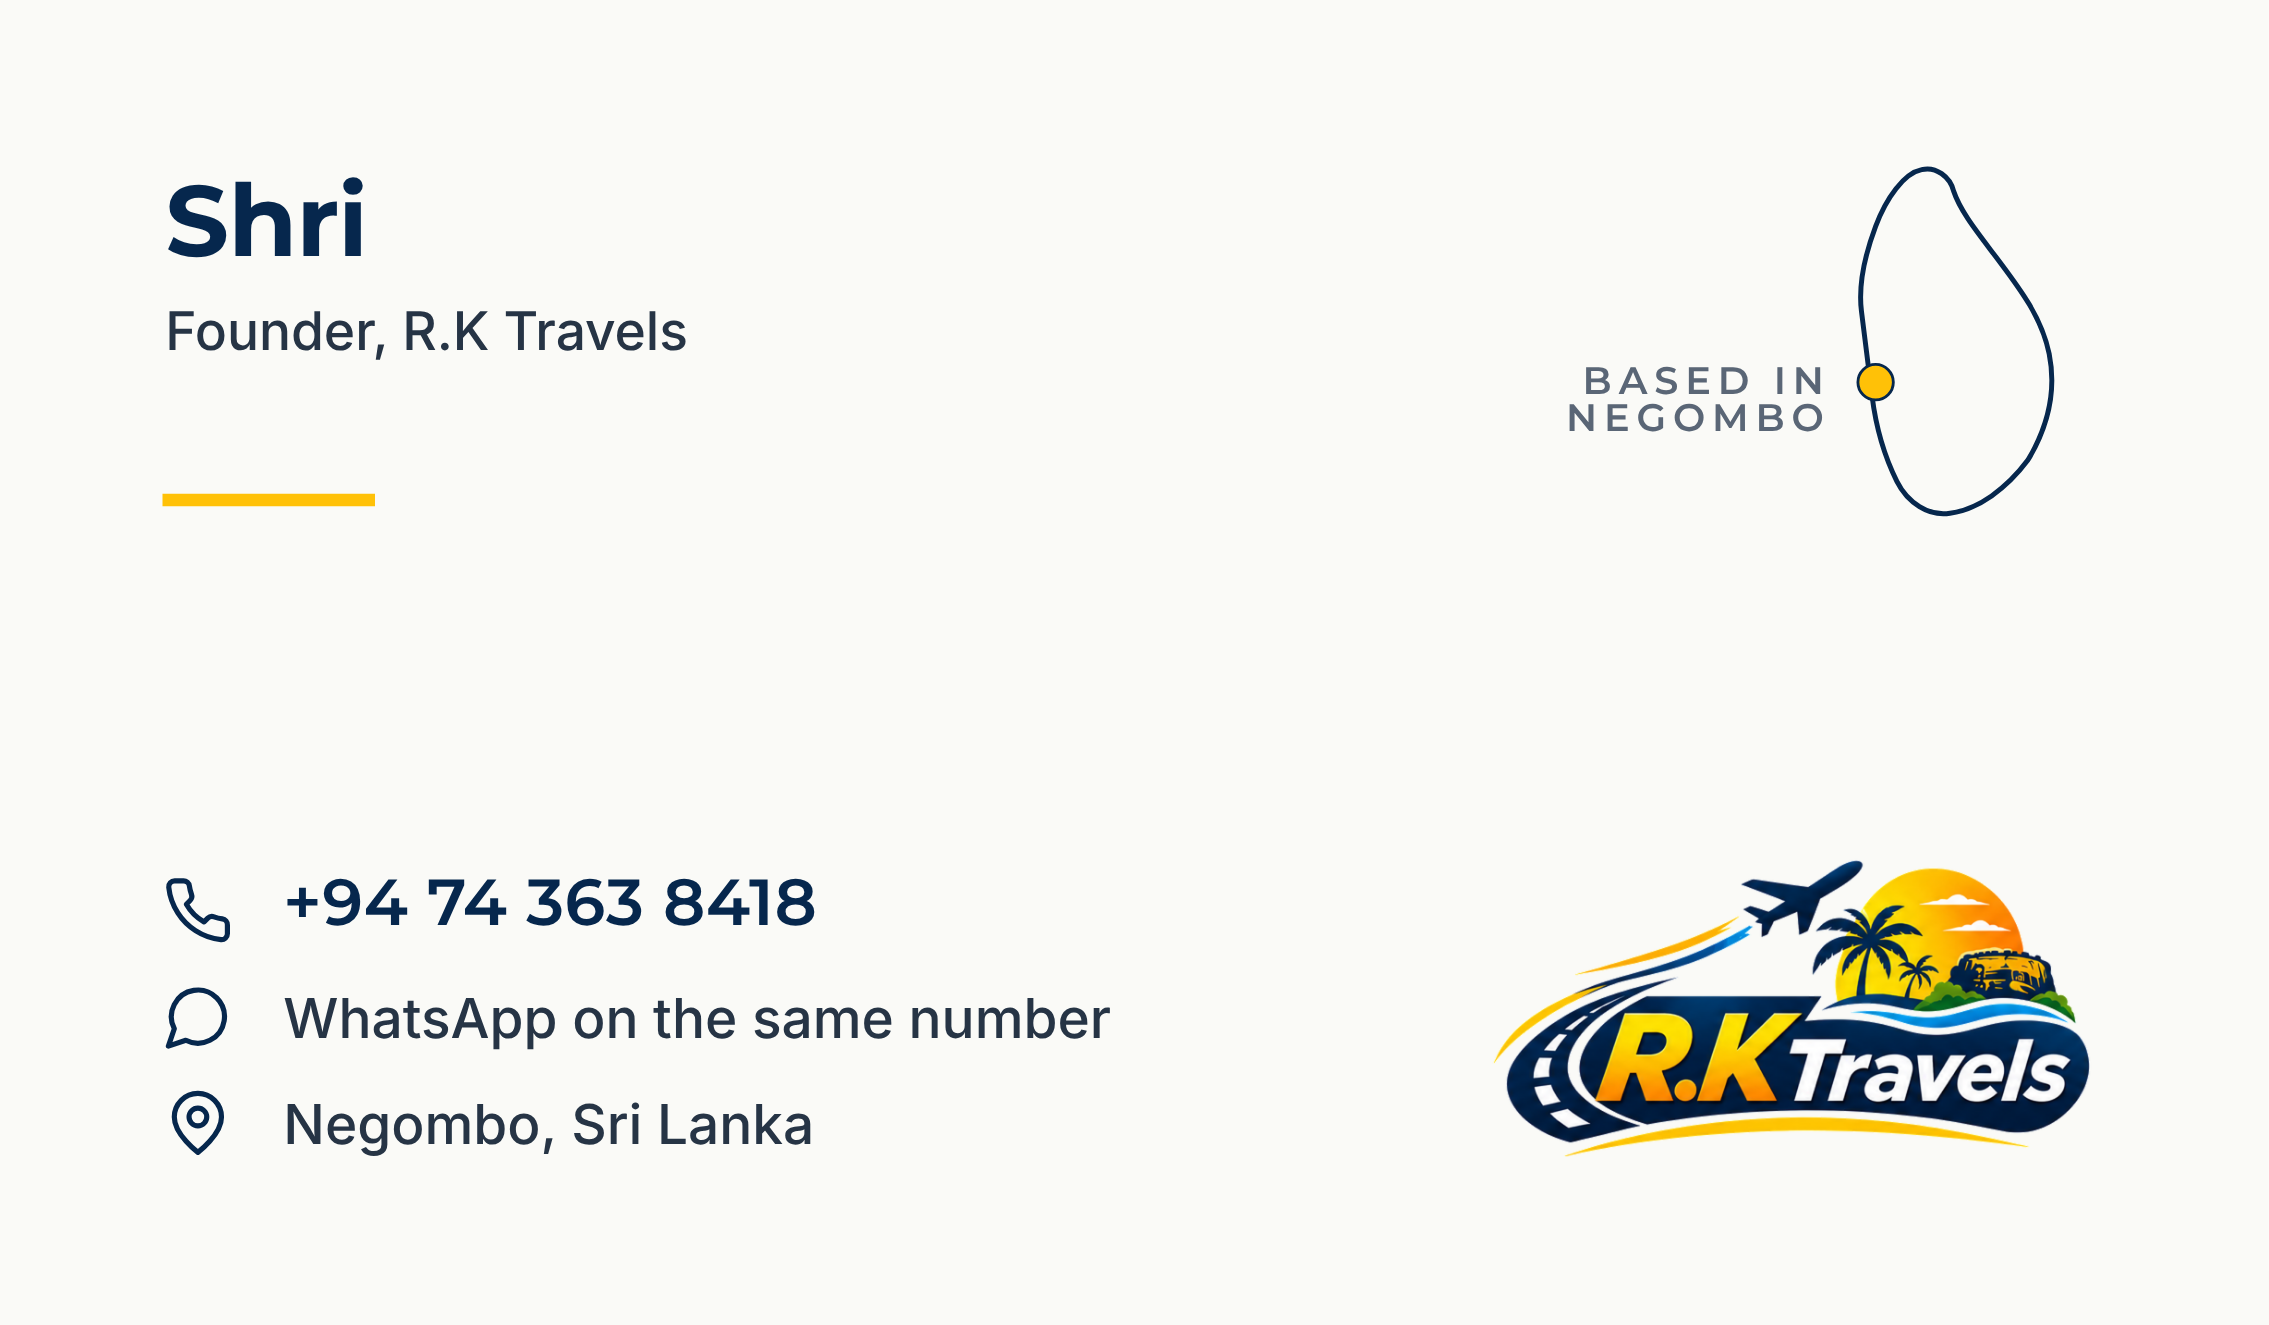 Shri
Founder, R.K Travels
BASED IN
NEGOMBO
+94 74 363 8418
WhatsApp on the same number
Negombo, Sri Lanka
R.K Travels